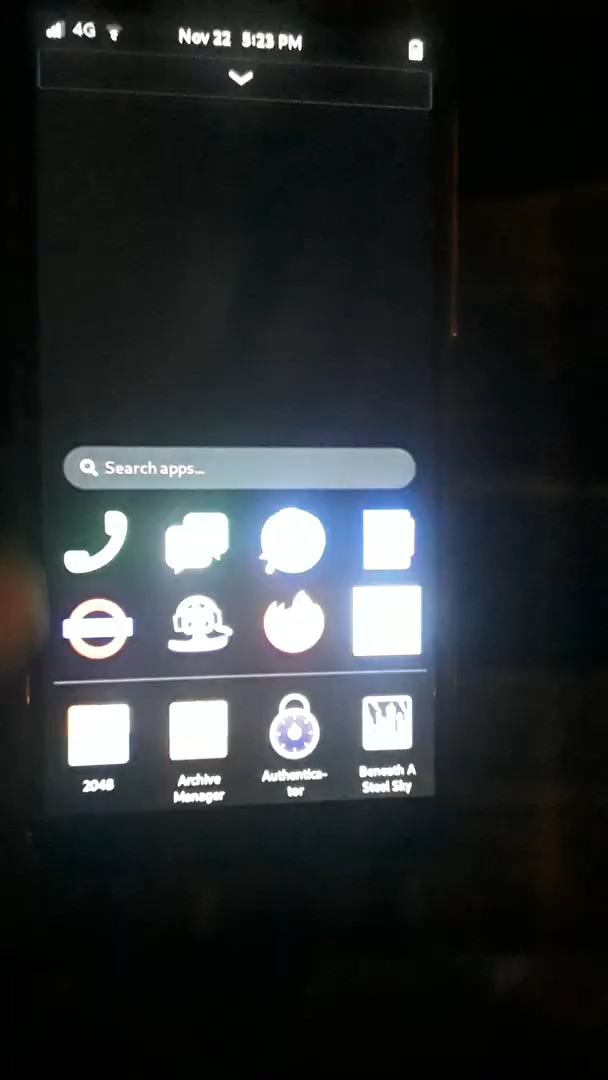 4G Nov 22 5:23 PM
Search apps...
2048
Archive Manager
Authentica-tor
Beneath A Steel Sky